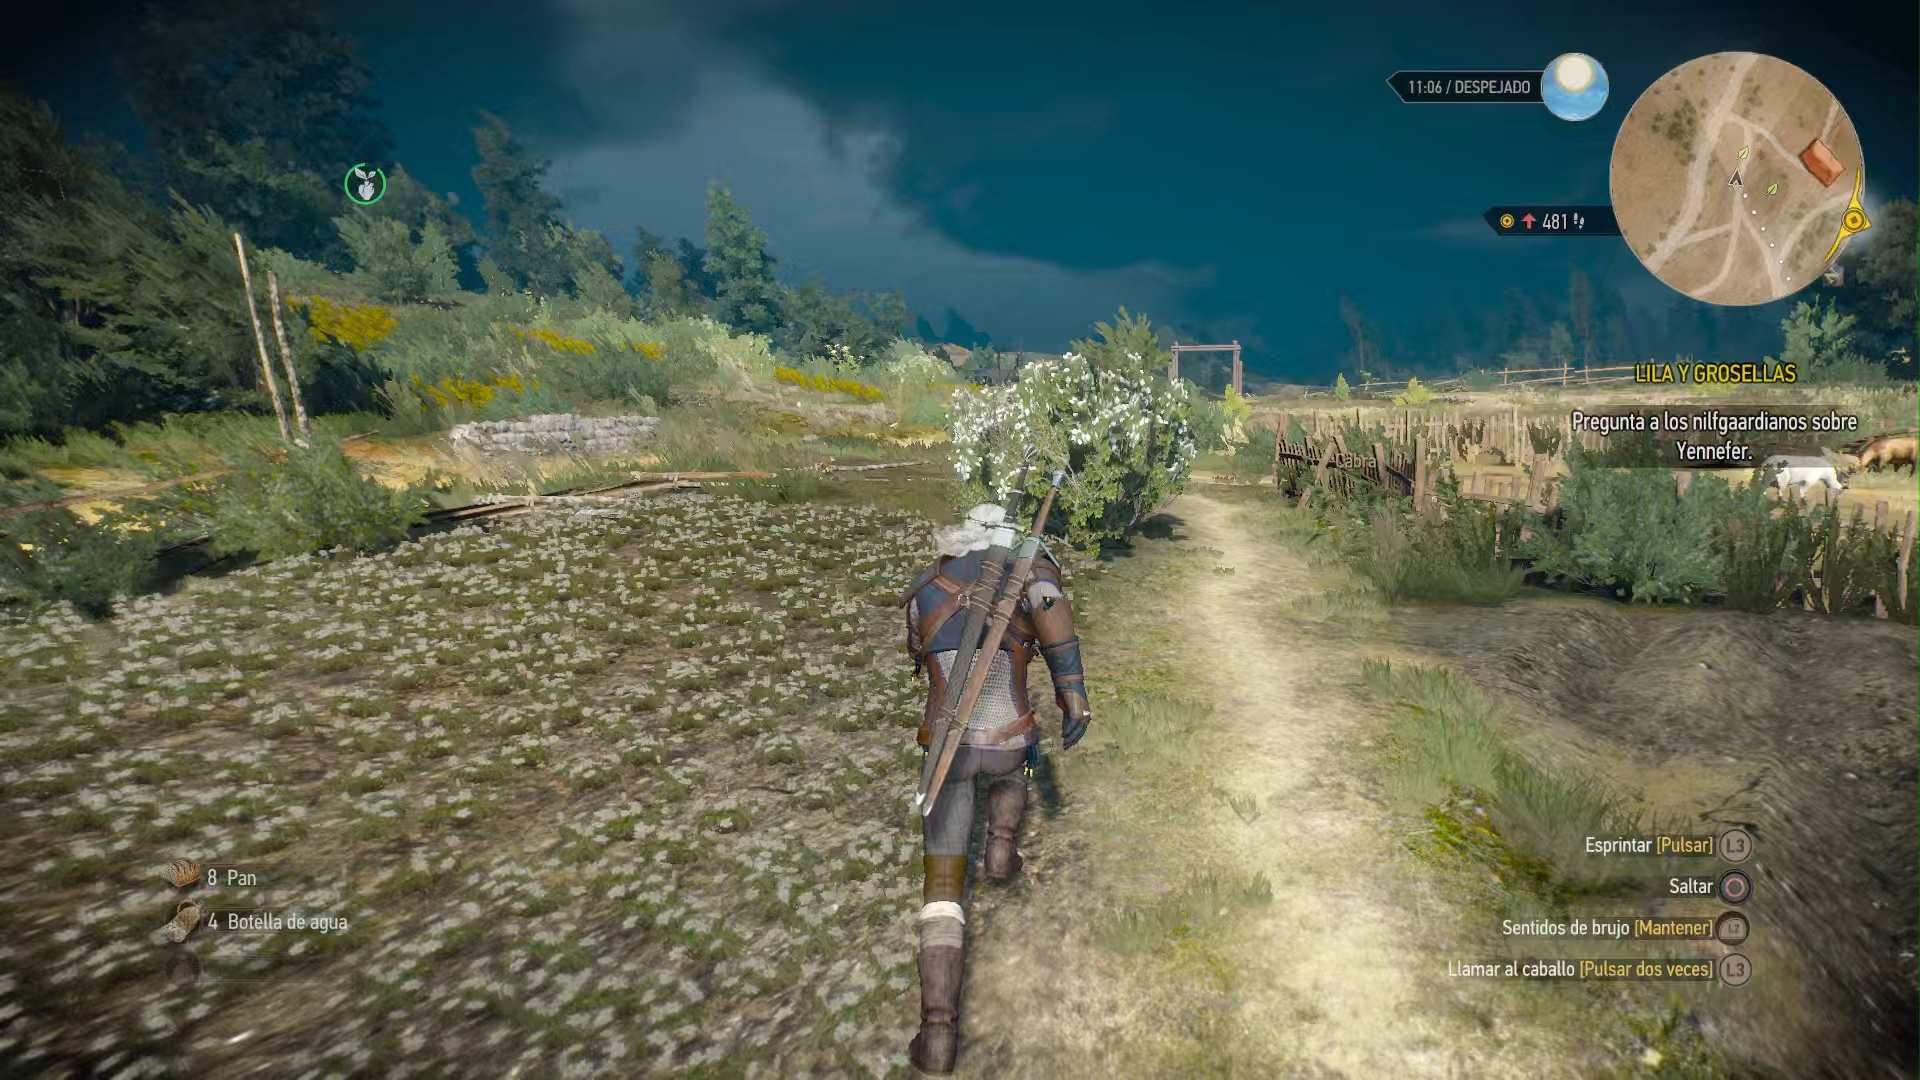 11:06 / DESPEJADO
481
LILA Y GROSELLAS
Pregunta a los nilfgaardianos sobre
Yennefer.
Cabra
8 Pan
4 Botella de agua
Esprintar [Pulsar] L3
Saltar
Sentidos de brujo [Mantener] L2
Llamar al caballo [Pulsar dos veces] L3